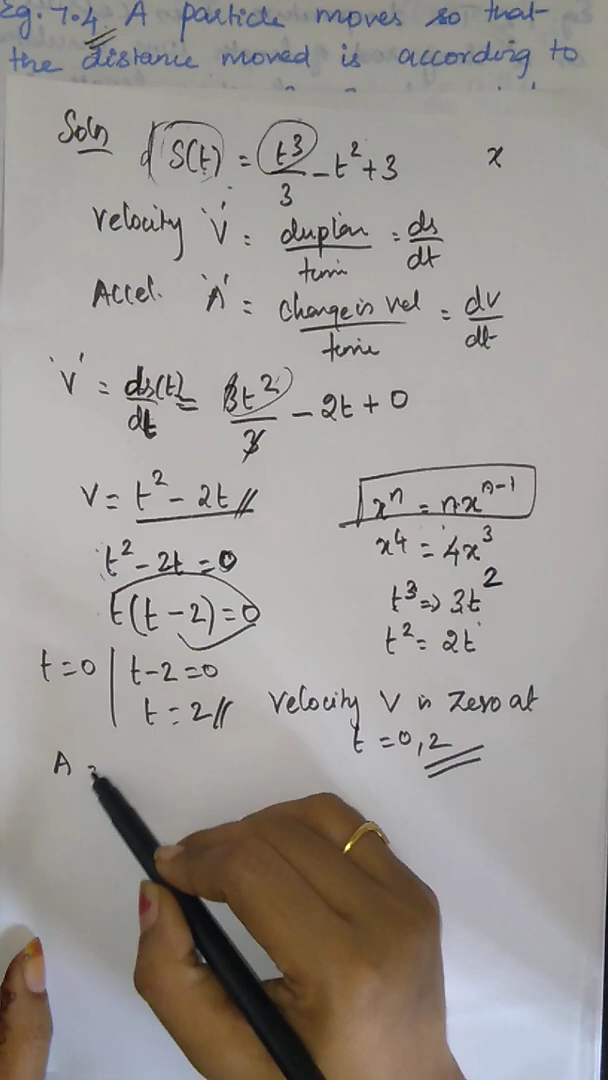 Eg. 7.4 A particle moves so that
the distance moved is according to
Soln S(t) = t³/3 - t² + 3 x
Velocity 'V' = /time = ds/dt
Accel. 'A' = change in vel/time = dv/dt
'V' = ds(t)/dt = 3t²/3 - 2t + 0
V = t² - 2t //
xⁿ = n·xⁿ⁻¹
t² - 2t = 0
x⁴ = 4x³
t(t - 2) = 0
t³ ⇒ 3t²
t² = 2t
t = 0 | t - 2 = 0
t = 2 //
Velocity V is zero at
t = 0, 2
A =